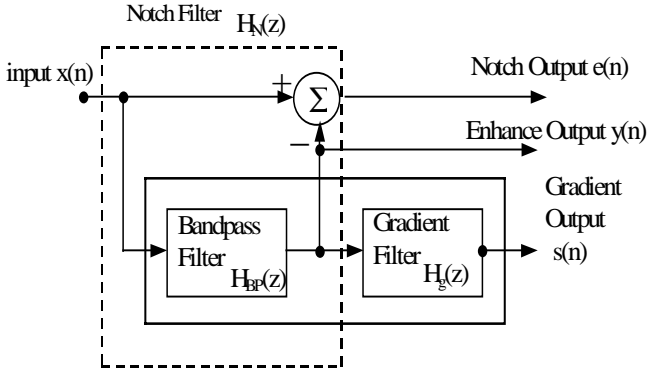 Notch Filter H_N(z)
input x(n)
+
Σ
Notch Output e(n)
−
Enhance Output y(n)
Bandpass
Filter
H_BP(z)
Gradient
Filter
H_g(z)
Gradient
Output
s(n)